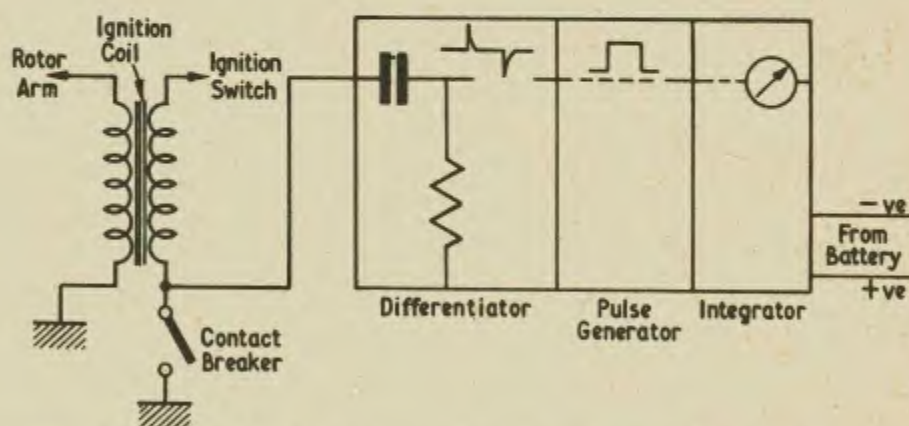 Ignition
Coil
Rotor
Arm
Ignition
Switch
Contact
Breaker
Differentiator
Pulse
Generator
Integrator
-ve
From
Battery
+ve